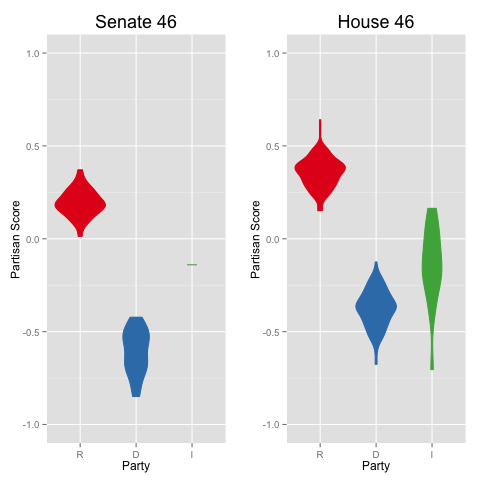 Senate 46
House 46
1.0
0.5
0.0
-0.5
-1.0
Partisan Score
R D I
Party
1.0
0.5
0.0
-0.5
-1.0
Partisan Score
R D I
Party